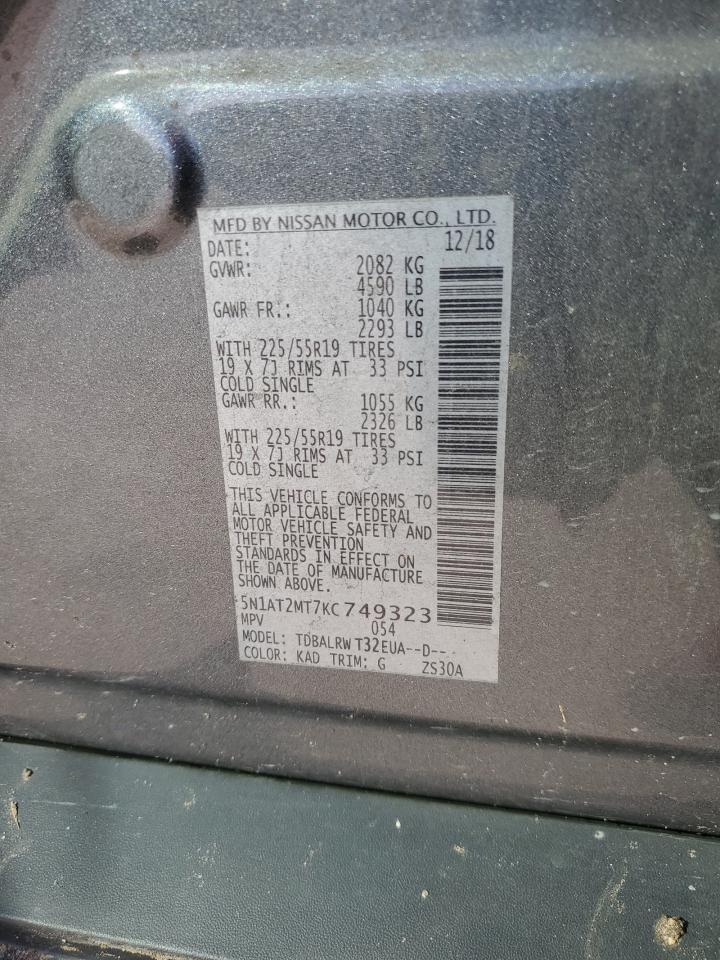 MFD BY NISSAN MOTOR CO., LTD.
DATE: 12/18
GVWR: 2082 KG
4590 LB
GAWR FR.: 1040 KG
2293 LB
WITH 225/55R19 TIRES
19 X 7J RIMS AT 33 PSI
COLD SINGLE
GAWR RR.: 1055 KG
2326 LB
WITH 225/55R19 TIRES
19 X 7J RIMS AT 33 PSI
COLD SINGLE
THIS VEHICLE CONFORMS TO
ALL APPLICABLE FEDERAL
MOTOR VEHICLE SAFETY AND
THEFT PREVENTION
STANDARDS IN EFFECT ON
THE DATE OF MANUFACTURE
SHOWN ABOVE.
5N1AT2MT7KC749323
MPV 054
MODEL: TDBALRW T32EUA--D--
COLOR: KAD TRIM: G ZS30A